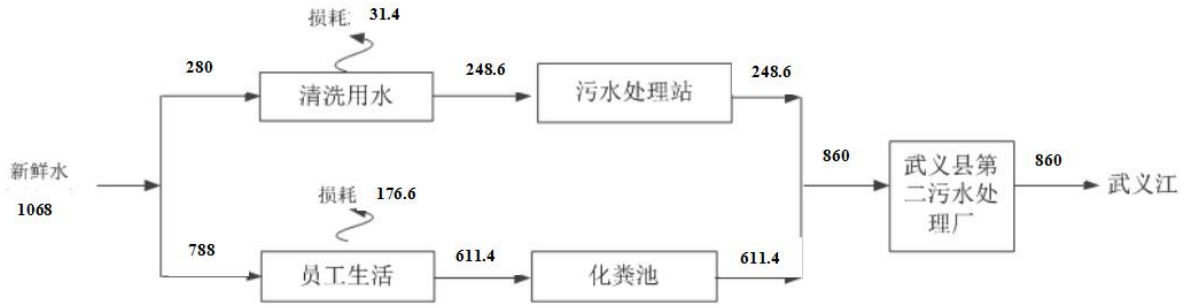 损耗 31.4
280
清洗用水
248.6
污水处理站
248.6
新鲜水
1068
860
武义县第
二污水处
理厂
860
武义江
损耗 176.6
788
员工生活
611.4
化粪池
611.4